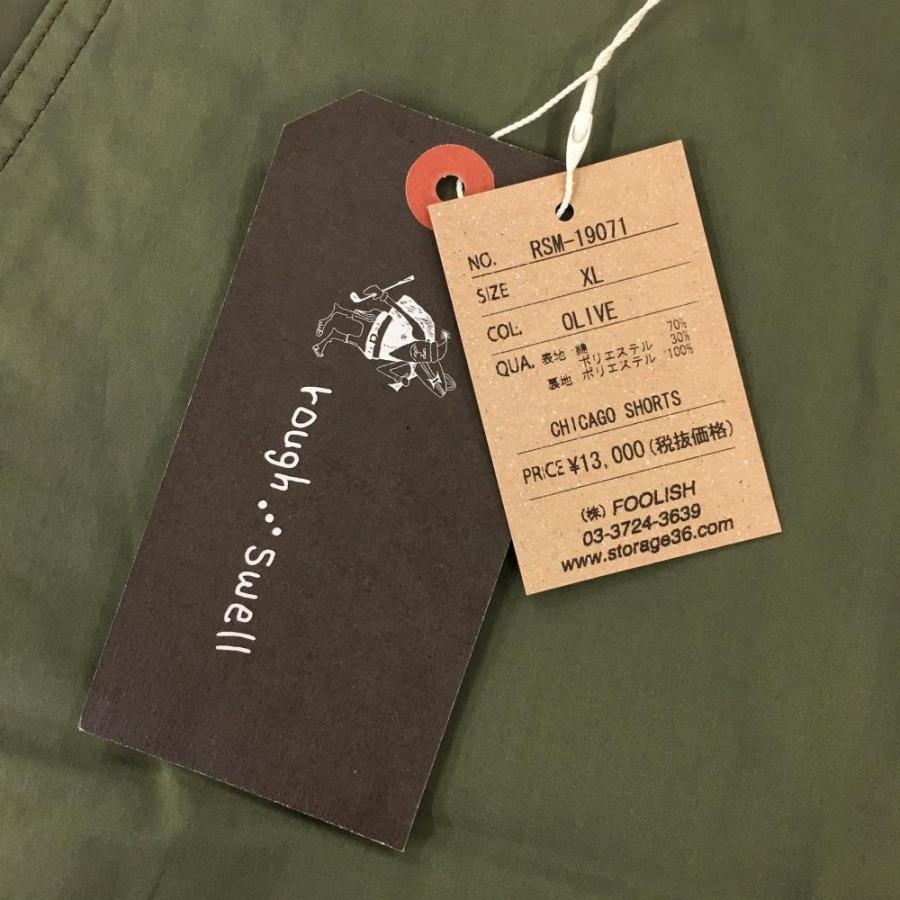 rough∴swell
D
NO. RSM-19071
SIZE XL
COL. OLIVE
QUA. 表地 綿 70%
ポリエステル 30%
裏地 ポリエステル 100%
CHICAGO SHORTS
PRICE ¥13,000(税抜価格)
(株) FOOLISH
03-3724-3639
www.storage36.com